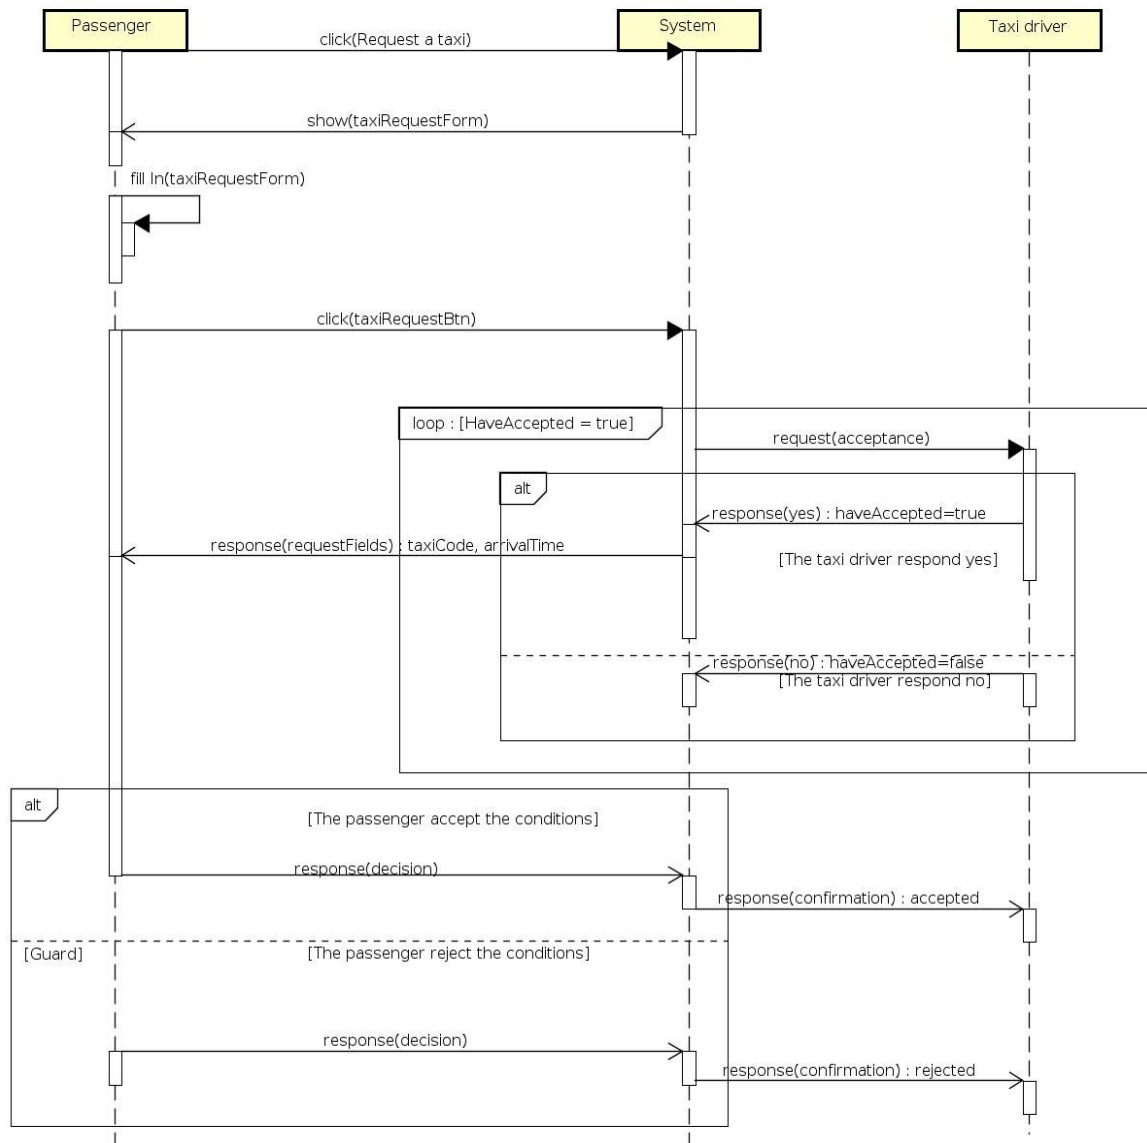 Passenger
System
Taxi driver
click(Request a taxi)
show(taxiRequestForm)
fill In(taxiRequestForm)
click(taxiRequestBtn)
loop : [HaveAccepted = true]
request(acceptance)
alt
response(yes) : haveAccepted=true
response(requestFields) : taxiCode, arrivalTime
[The taxi driver respond yes]
response(no) : haveAccepted=false
[The taxi driver respond no]
alt
[The passenger accept the conditions]
response(decision)
response(confirmation) : accepted
[Guard]
[The passenger reject the conditions]
response(decision)
response(confirmation) : rejected